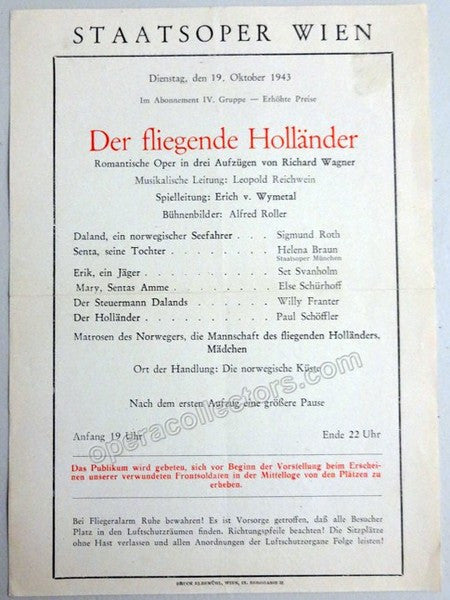 STAATSOPER WIEN
Dienstag, den 19. Oktober 1943
Im Abonnement IV. Gruppe — Erhöhte Preise
Der fliegende Holländer
Romantische Oper in drei Aufzügen von Richard Wagner
Musikalische Leitung: Leopold Reichwein
Spielleitung: Erich v. Wymetal
Bühnenbilder: Alfred Roller
Daland, ein norwegischer Seefahrer . . . . Sigmund Roth
Senta, seine Tochter . . . . . . . . . . Helena Braun
Staatsoper München
Erik, ein Jäger . . . . . . . . . . . . Set Svanholm
Mary, Sentas Amme . . . . . . . . . . Else Schürhoff
Der Steuermann Dalands . . . . . . . . Willy Franter
Der Holländer . . . . . . . . . . . . Paul Schöffler
Matrosen des Norwegers, die Mannschaft des fliegenden Holländers,
Mädchen
Ort der Handlung: Die norwegische Küste
Nach dem ersten Aufzug eine größere Pause
Anfang 19 Uhr Ende 22 Uhr
operacollectors.com
Das Publikum wird gebeten, sich vor Beginn der Vorstellung beim Erschei-
nen unserer verwundeten Frontsoldaten in der Mittelloge von den Plätzen zu
erheben.
Bei Fliegeralarm Ruhe bewahren! Es ist Vorsorge getroffen, daß alle Besucher
Platz in den Luftschutzräumen finden. Richtungspfeile beachten! Die Sitzplätze
ohne Hast verlassen und allen Anordnungen der Luftschutzorgane Folge leisten!
DRUCK ELBEMÜHL, WIEN, IX. BERGGASSE 31